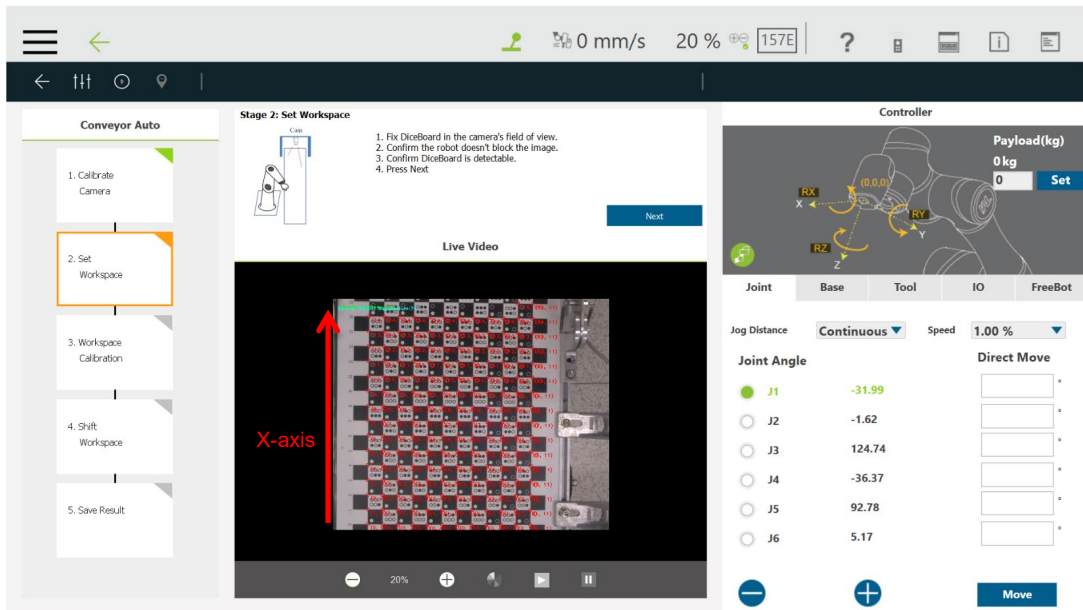 0 mm/s
20 %
157E
?
Conveyor Auto
1. Calibrate
Camera
2. Set
Workspace
3. Workspace
Calibration
4. Shift
Workspace
5. Save Result
Stage 2: Set Workspace
Cam
1. Fix DiceBoard in the camera's field of view.
2. Confirm the robot doesn't block the image.
3. Confirm DiceBoard is detectable.
4. Press Next
Next
Live Video
X-axis
20%
Controller
Payload(kg)
0 kg
0
Set
(0,0,0)
RX
X
RY
Y
RZ
Z
Joint
Base
Tool
IO
FreeBot
Jog Distance
Continuous
Speed
1.00 %
Joint Angle
Direct Move
J1
-31.99
°
J2
-1.62
°
J3
124.74
°
J4
-36.37
°
J5
92.78
°
J6
5.17
°
Move